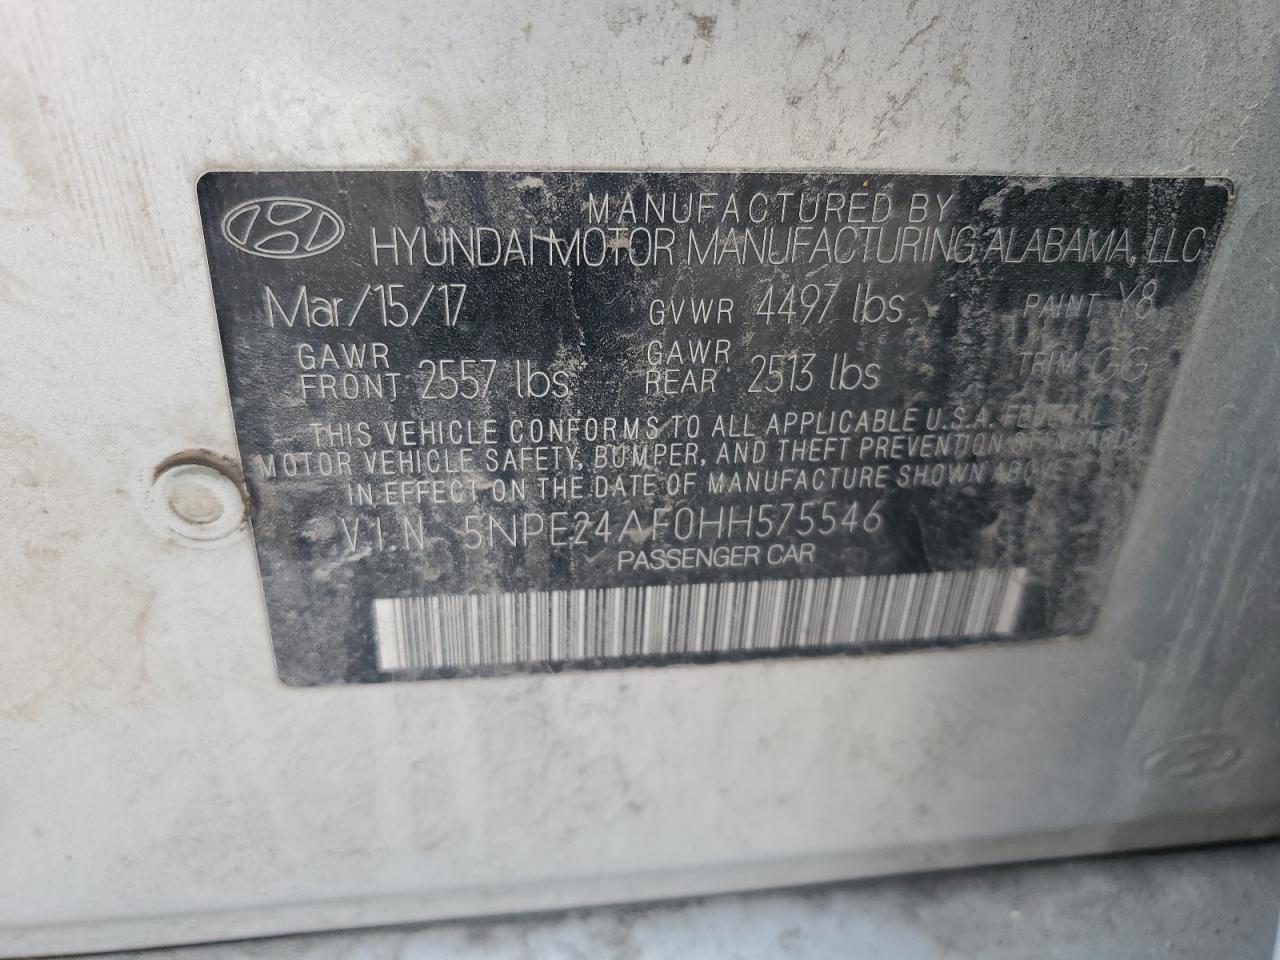 MANUFACTURED BY
HYUNDAI MOTOR MANUFACTURING ALABAMA, LLC
Mar/15/17 GVWR 4497 lbs PAINT Y8
GAWR FRONT 2557 lbs GAWR REAR 2513 lbs TRIM GG
THIS VEHICLE CONFORMS TO ALL APPLICABLE U.S.A. FEDERAL
MOTOR VEHICLE SAFETY, BUMPER, AND THEFT PREVENTION STANDARDS
IN EFFECT ON THE DATE OF MANUFACTURE SHOWN ABOVE
V.I.N 5NPE24AF0HH575546
PASSENGER CAR